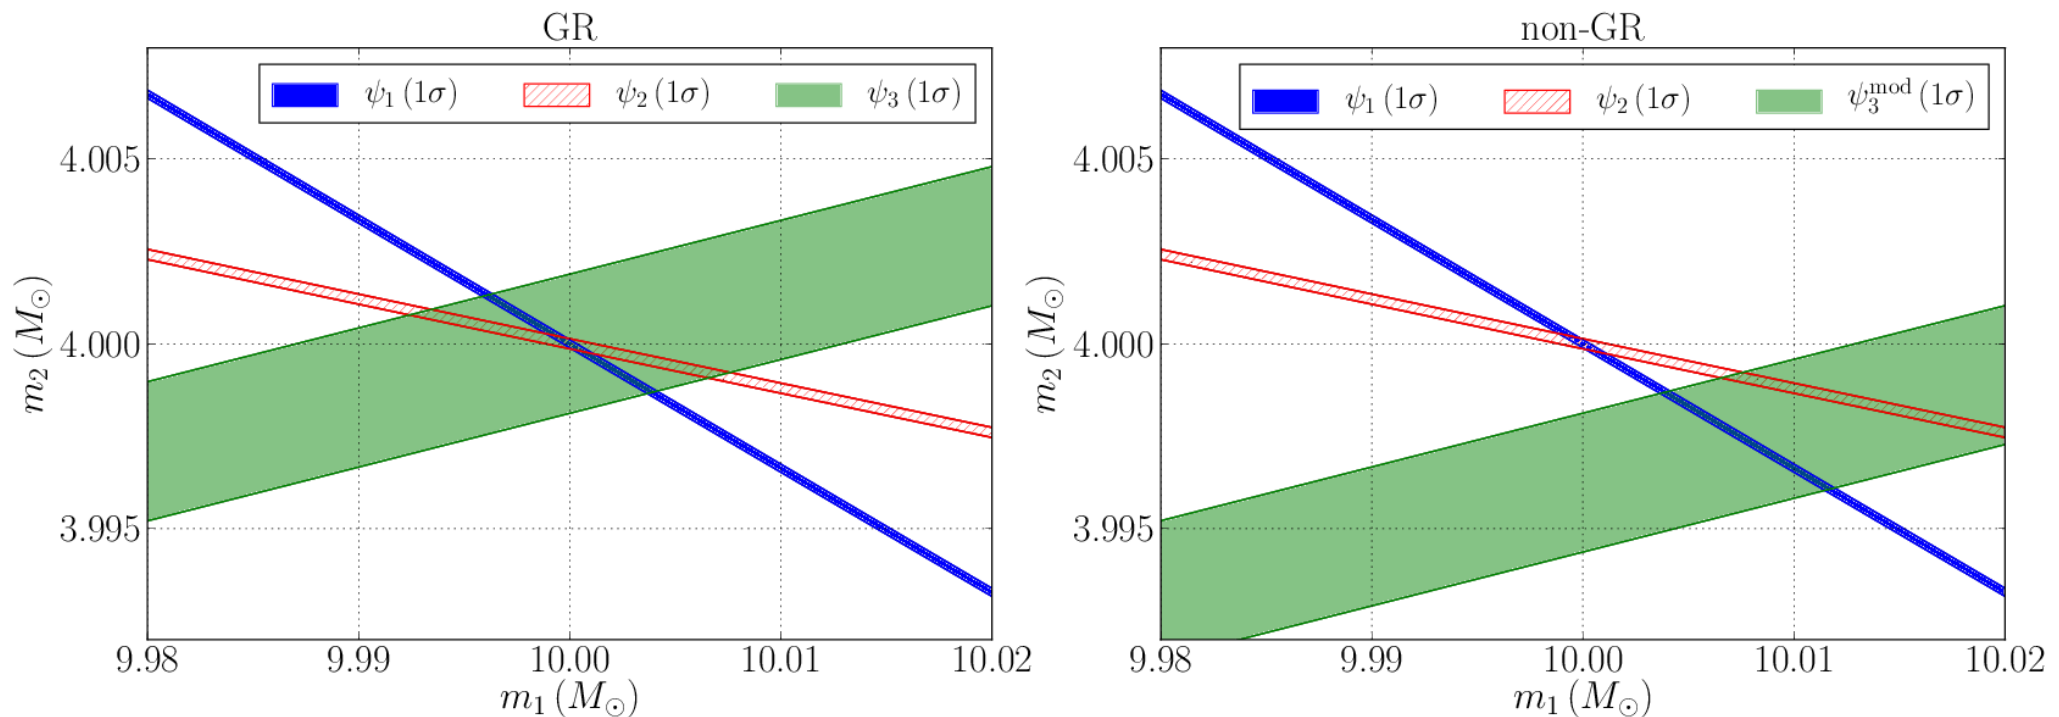 GR
ψ₁ (1σ) ψ₂ (1σ) ψ₃ (1σ)
4.005
4.000
3.995
m₂ (M⊙)
9.98 9.99 10.00 10.01 10.02
m₁ (M⊙)
non-GR
ψ₁ (1σ) ψ₂ (1σ) ψ₃ᵐᵒᵈ (1σ)
4.005
4.000
3.995
m₂ (M⊙)
9.98 9.99 10.00 10.01 10.02
m₁ (M⊙)